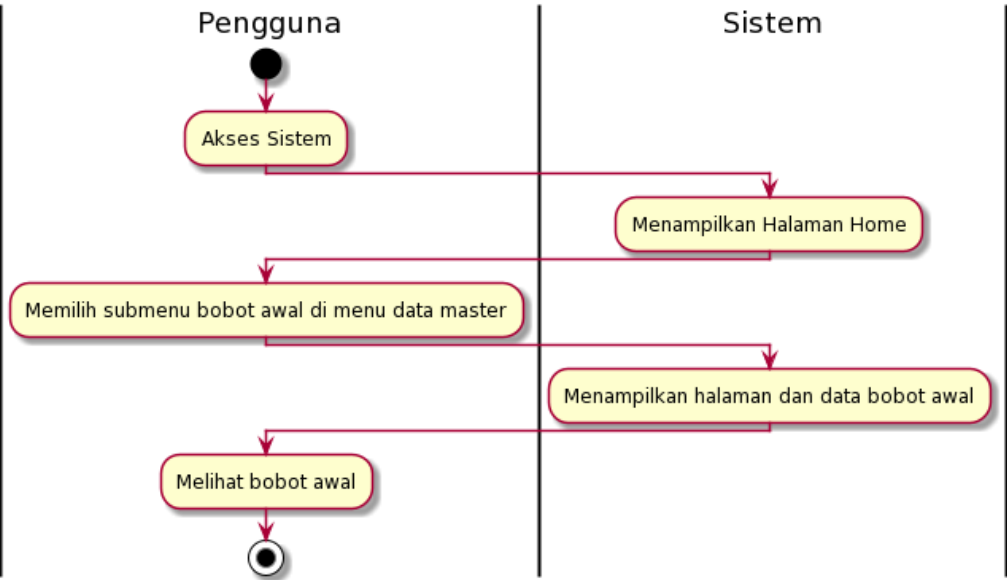 Pengguna
Sistem
Akses Sistem
Menampilkan Halaman Home
Memilih submenu bobot awal di menu data master
Menampilkan halaman dan data bobot awal
Melihat bobot awal